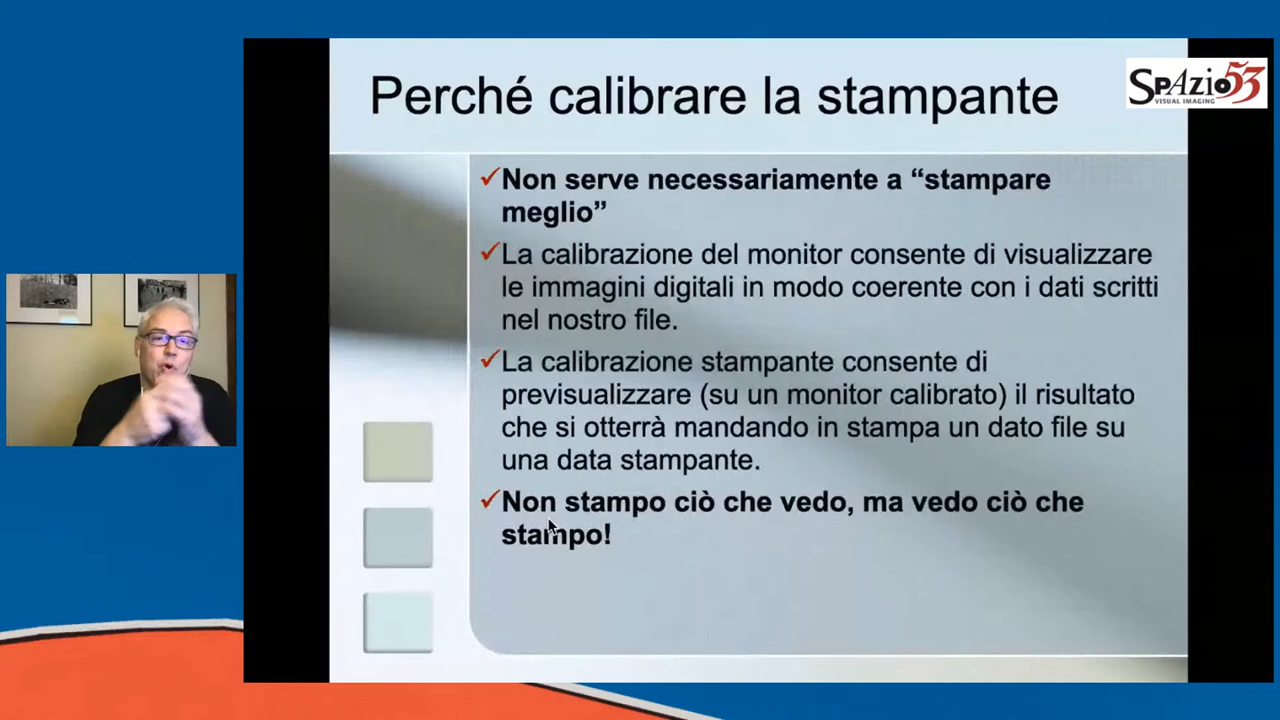 Perché calibrare la stampante
SPAZIO53
VISUAL IMAGING
Non serve necessariamente a “stampare
meglio”
La calibrazione del monitor consente di visualizzare
le immagini digitali in modo coerente con i dati scritti
nel nostro file.
La calibrazione stampante consente di
previsualizzare (su un monitor calibrato) il risultato
che si otterrà mandando in stampa un dato file su
una data stampante.
Non stampo ciò che vedo, ma vedo ciò che
stampo!